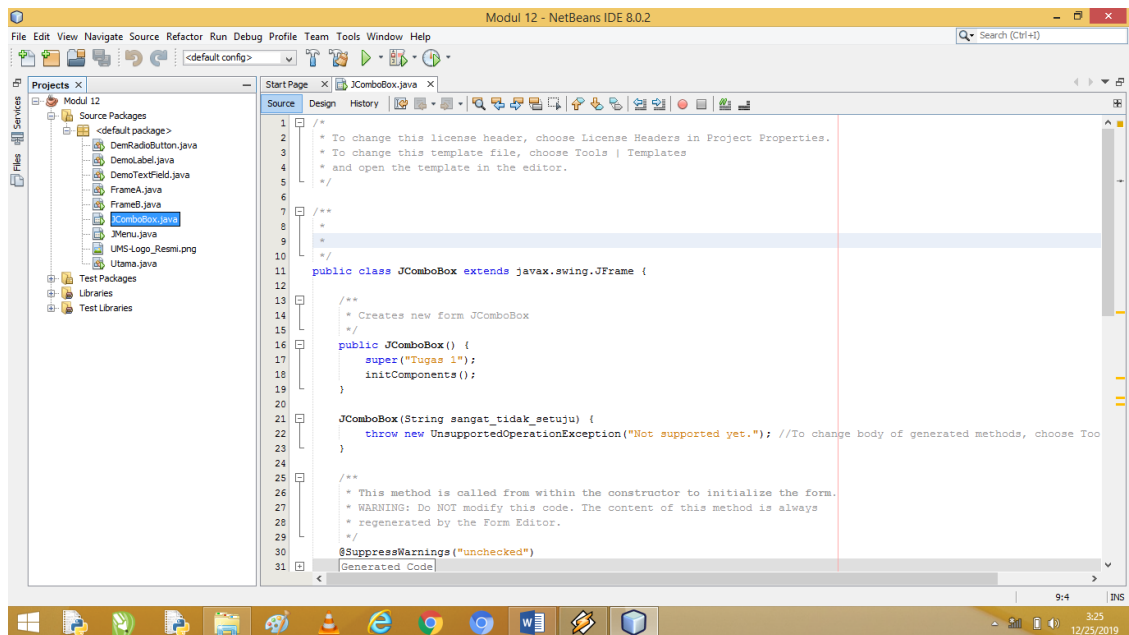 Modul 12 - NetBeans IDE 8.0.2
File Edit View Navigate Source Refactor Run Debug Profile Team Tools Window Help
Search (Ctrl+I)
<default config>
Projects
Start Page
JComboBox.java
Services
Files
Source Design History
Modul 12
Source Packages
<default package>
DemRadioButton.java
DemoLabel.java
DemoTextField.java
FrameA.java
FrameB.java
JComboBox.java
JMenu.java
UMS-Logo_Resmi.png
Utama.java
Test Packages
Libraries
Test Libraries
1 /*
2 * To change this license header, choose License Headers in Project Properties.
3 * To change this template file, choose Tools | Templates
4 * and open the template in the editor.
5 */
6
7 /**
8 *
9 *
10 */
11 public class JComboBox extends javax.swing.JFrame {
12
13 /**
14 * Creates new form JComboBox
15 */
16 public JComboBox() {
17 super("Tugas 1");
18 initComponents();
19 }
20
21 JComboBox(String sangat_tidak_setuju) {
22 throw new UnsupportedOperationException("Not supported yet."); //To change body of generated methods, choose Too
23 }
24
25 /**
26 * This method is called from within the constructor to initialize the form.
27 * WARNING: Do NOT modify this code. The content of this method is always
28 * regenerated by the Form Editor.
29 */
30 @SuppressWarnings("unchecked")
31 Generated Code
9:4 INS
3:25
12/25/2019